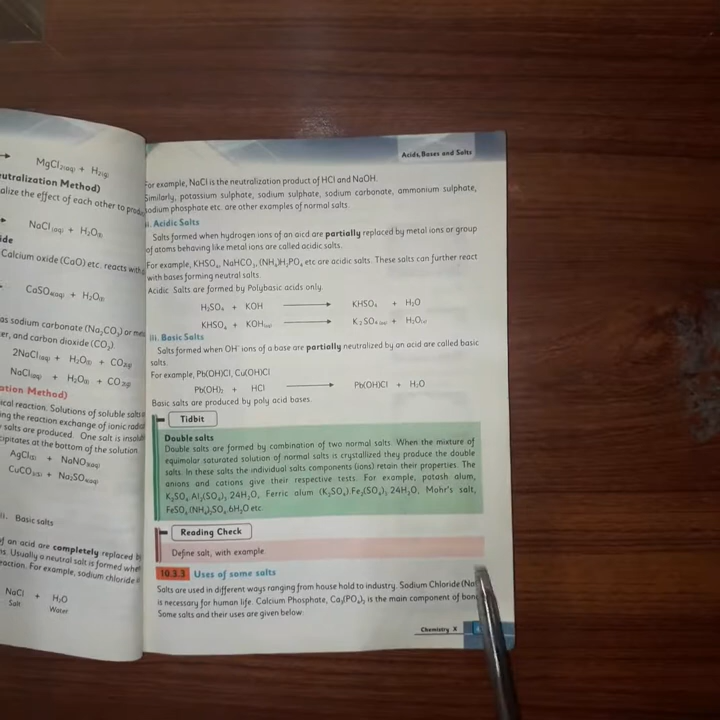 MgCl₂(aq) + H₂(g)
eutralization Method)
alize the effect of each other to produ
NaCl(aq) + H₂O(l)
ide
Calcium oxide (CaO) etc. reacts with
CaSO₄(aq) + H₂O(l)
as sodium carbonate (Na₂CO₃) or
er, and carbon dioxide (CO₂)
2NaCl(aq) + H₂O(l) + CO₂(g)
NaCl(aq) + H₂O(l) + CO₂(g)
ation Method)
ical reaction. Solutions of soluble salts
ing the reaction exchange of ionic radi
salts are produced. One salt is insolu
cipitates at the bottom of the solution.
AgCl(s) + NaNO₃(aq)
CuCO₃(s) + Na₂SO₄(aq)
ii. Basic salts
of an acid are completely replaced b
ns. Usually a neutral salt is formed whe
reaction. For example, sodium chloride
NaCl + H₂O
Salt Water
Acids, Bases and Salts
For example, NaCl is the neutralization product of HCl and NaOH.
Similarly, potassium sulphate, sodium sulphate, sodium carbonate, ammonium sulphate,
sodium phosphate etc. are other examples of normal salts.
ii. Acidic Salts
Salts formed when hydrogen ions of an acid are partially replaced by metal ions or group
of atoms behaving like metal ions are called acidic salts.
For example, KHSO₄, NaHCO₃, (NH₄)H₂PO₄ etc are acidic salts. These salts can further react
with bases forming neutral salts.
Acidic Salts are formed by Polybasic acids only.
H₂SO₄ + KOH ⟶ KHSO₄ + H₂O
KHSO₄ + KOH(aq) ⟶ K₂SO₄(aq) + H₂O(l)
iii. Basic Salts
Salts formed when OH⁻ ions of a base are partially neutralized by an acid are called basic
salts.
For example, Pb(OH)Cl, Cu(OH)Cl
Pb(OH)₂ + HCl ⟶ Pb(OH)Cl + H₂O
Basic salts are produced by poly acid bases.
Tidbit
Double salts
Double salts are formed by combination of two normal salts. When the mixture of
equimolar saturated solution of normal salts is crystallized they produce the double
salts. In these salts the individual salts components (ions) retain their properties. The
anions and cations give their respective tests. For example, potash alum,
K₂SO₄ Al₂(SO₄)₃ 24H₂O, Ferric alum (K₂SO₄) Fe₂(SO₄)₃ 24H₂O, Mohr's salt,
FeSO₄(NH₄)₂SO₄ 6H₂O etc
Reading Check
Define salt, with example.
10.3.3 Uses of some salts
Salts are used in different ways ranging from house hold to industry. Sodium Chloride (Na
is necessary for human life. Calcium Phosphate, Ca₃(PO₄)₂ is the main component of bone
Some salts and their uses are given below:
Chemistry X